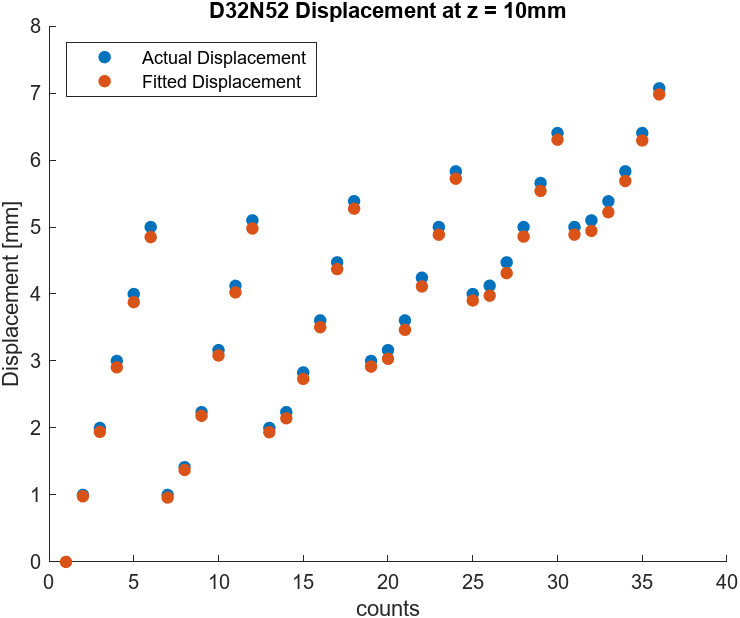 D32N52 Displacement at z = 10mm
Actual Displacement
Fitted Displacement
Displacement [mm]
8
7
6
5
4
3
2
1
0
0 5 10 15 20 25 30 35 40
counts